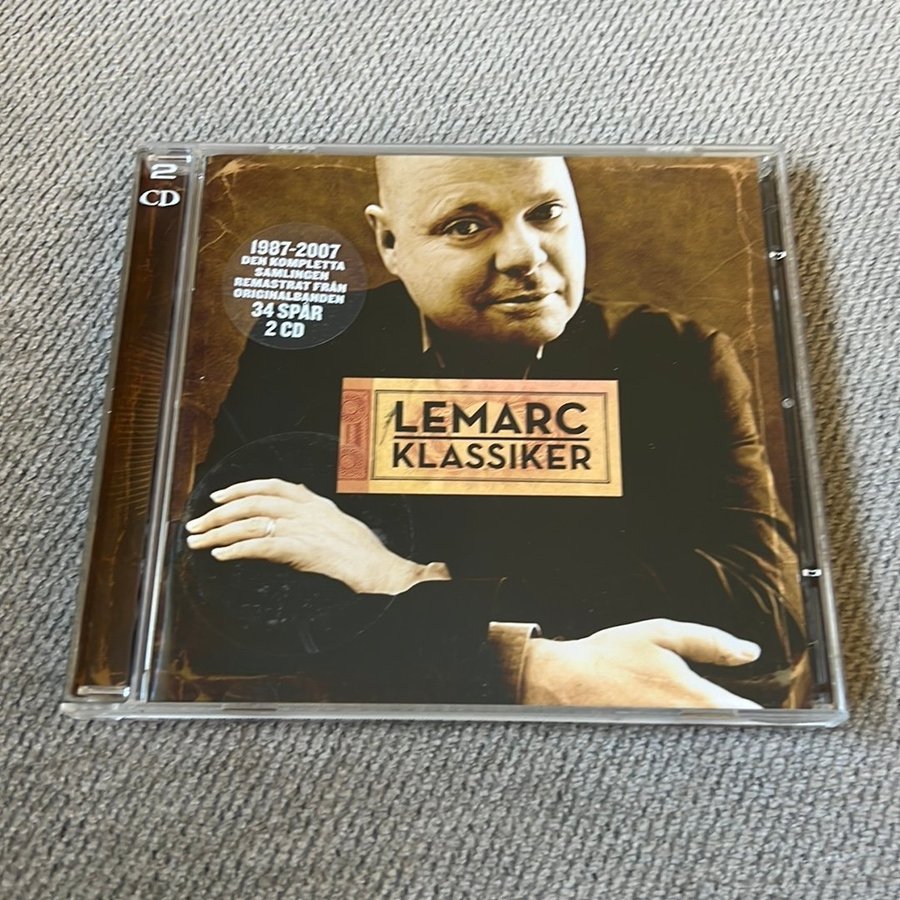 2
CD
1987-2007
DEN KOMPLETTA
SAMLINGEN
REMASTRAT FRÅN
ORIGINALBANDEN
34 SPÅR
2 CD
LEMARC
KLASSIKER